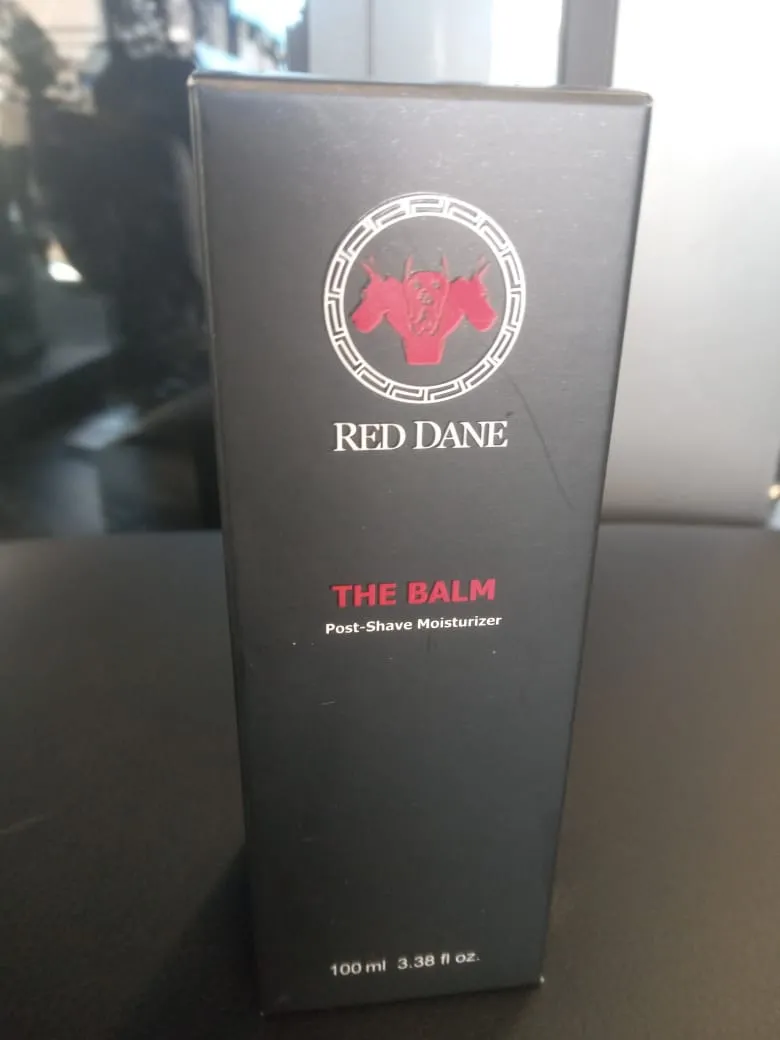 RED DANE
THE BALM
Post-Shave Moisturizer
100 ml 3.38 fl oz.